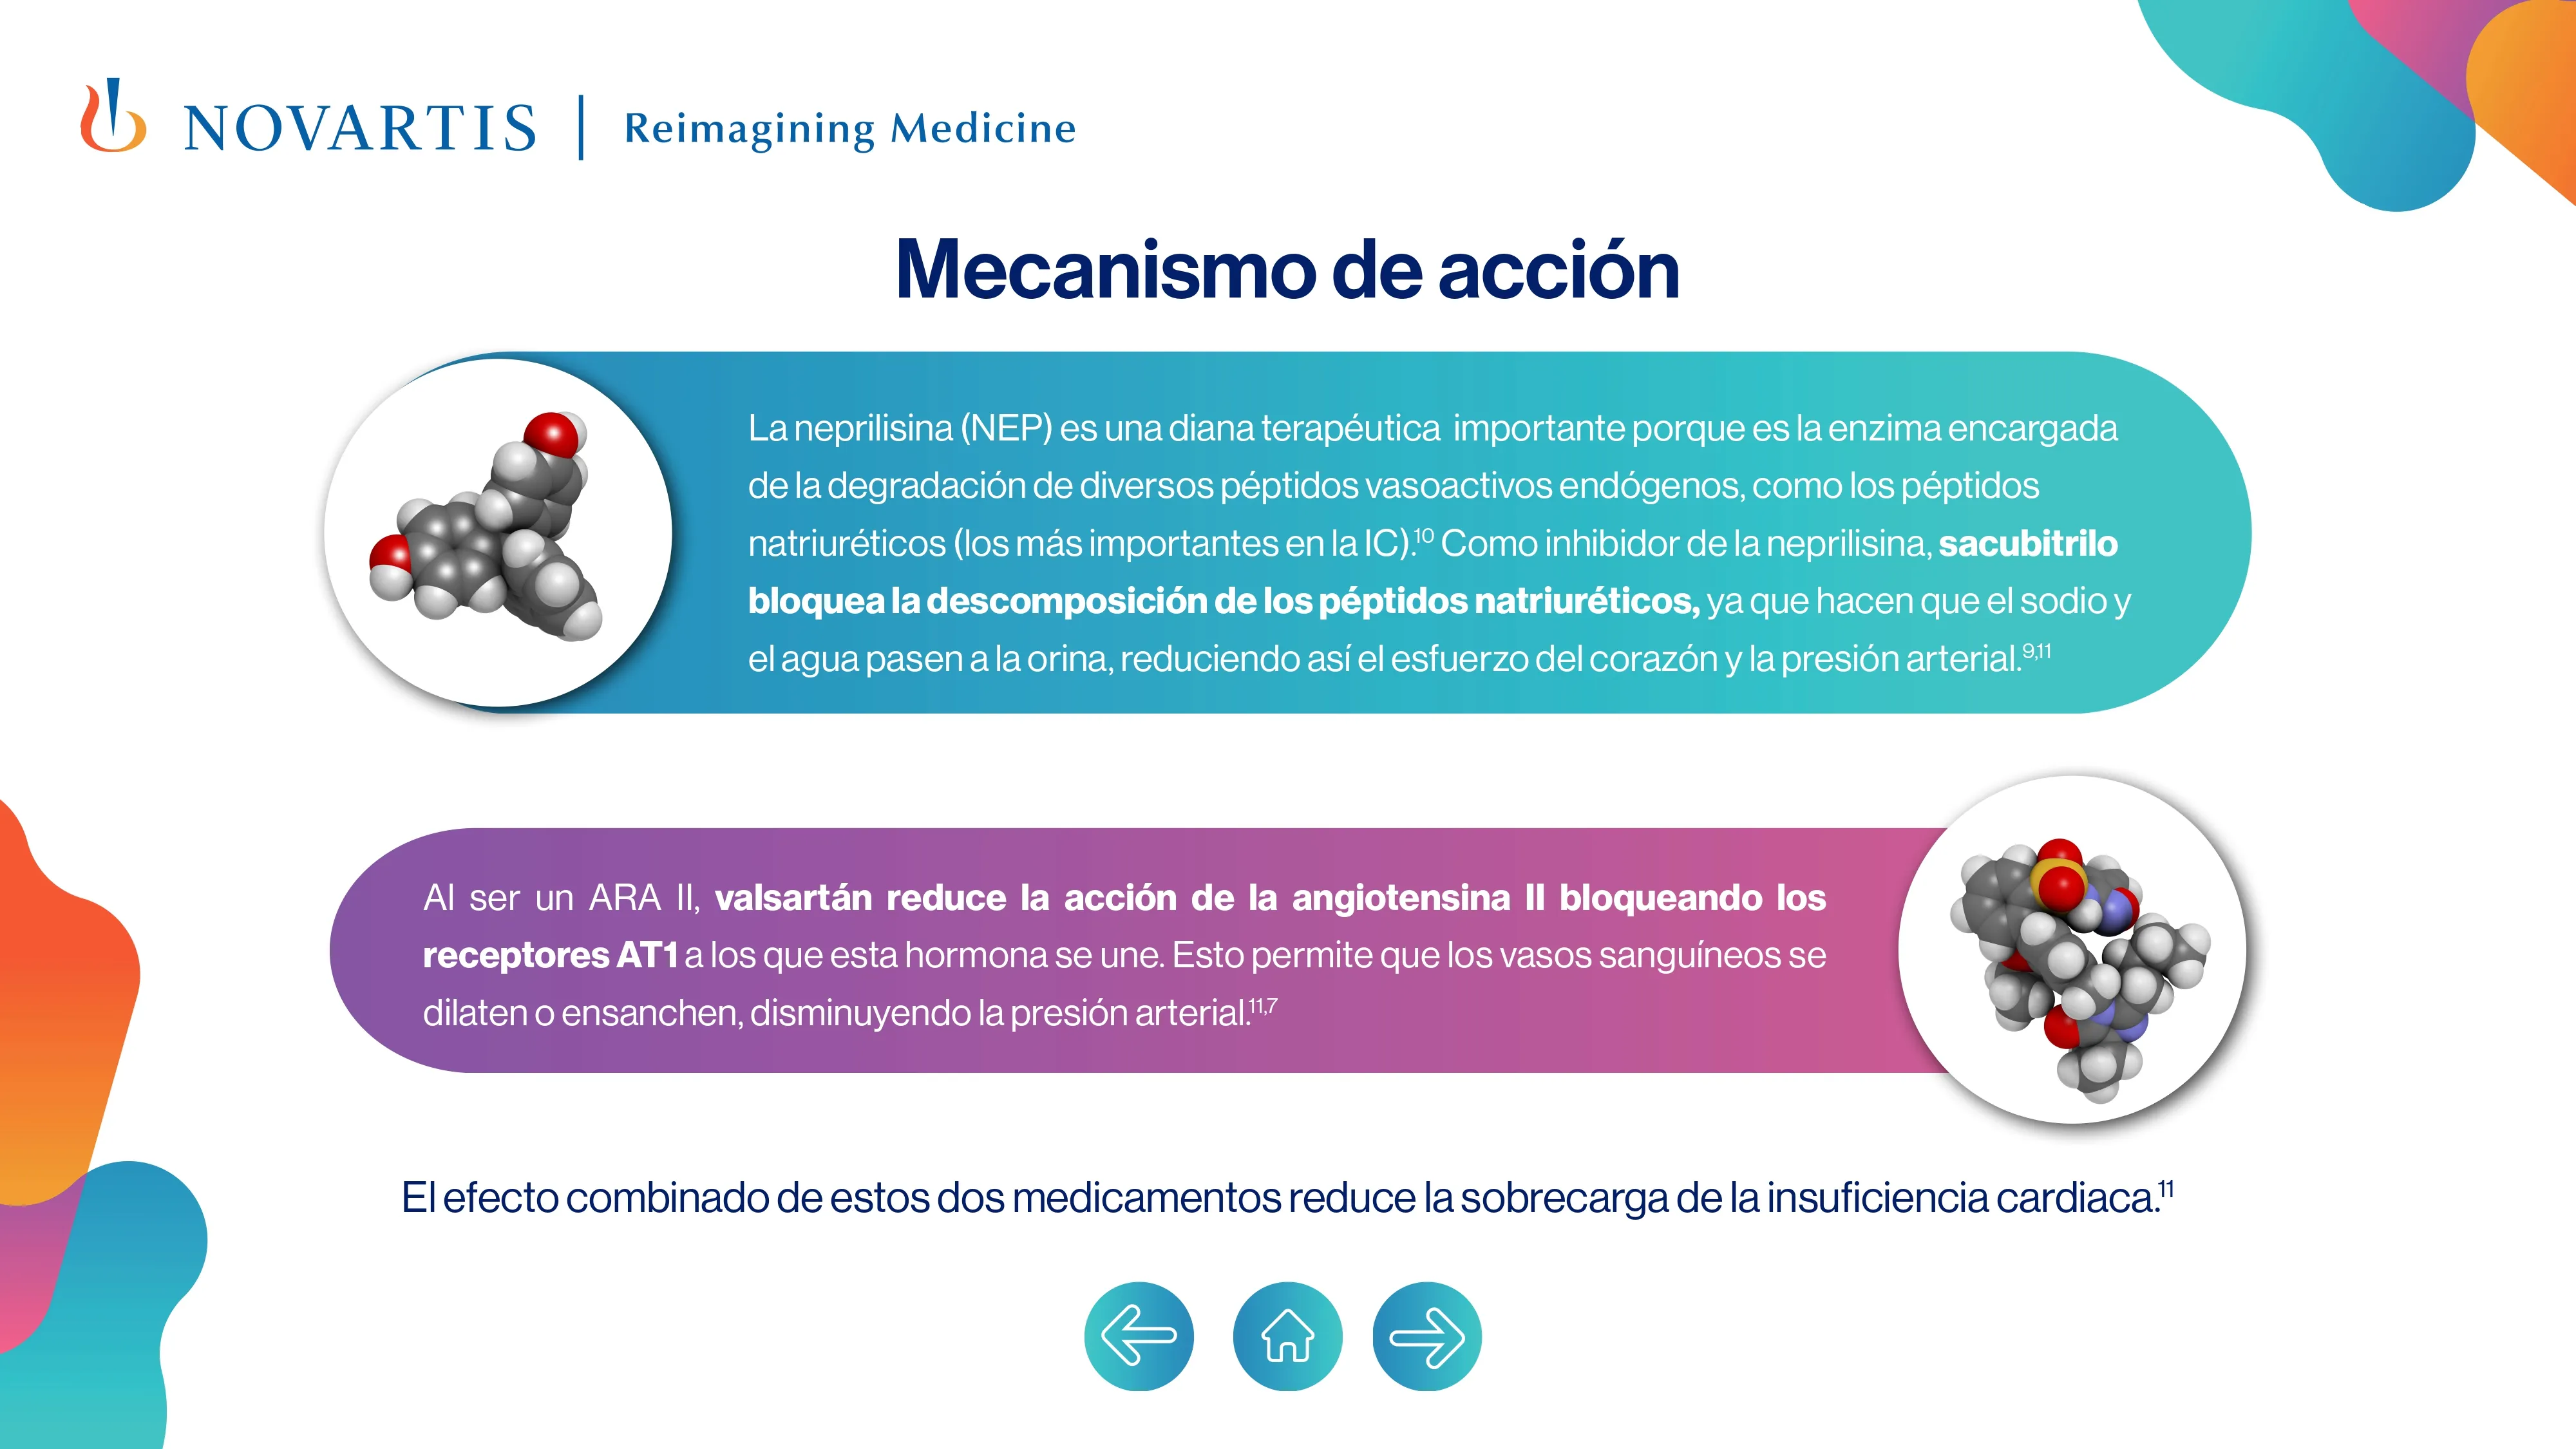 NOVARTIS | Reimagining Medicine
Mecanismo de acción
La neprilisina (NEP) es una diana terapéutica importante porque es la enzima encargada
de la degradación de diversos péptidos vasoactivos endógenos, como los péptidos
natriuréticos (los más importantes en la IC).10 Como inhibidor de la neprilisina, sacubitrilo
bloquea la descomposición de los péptidos natriuréticos, ya que hacen que el sodio y
el agua pasen a la orina, reduciendo así el esfuerzo del corazón y la presión arterial.9,11
Al ser un ARA II, valsartán reduce la acción de la angiotensina II bloqueando los
receptores AT1 a los que esta hormona se une. Esto permite que los vasos sanguíneos se
dilaten o ensanchen, disminuyendo la presión arterial.11,7
El efecto combinado de estos dos medicamentos reduce la sobrecarga de la insuficiencia cardiaca.11